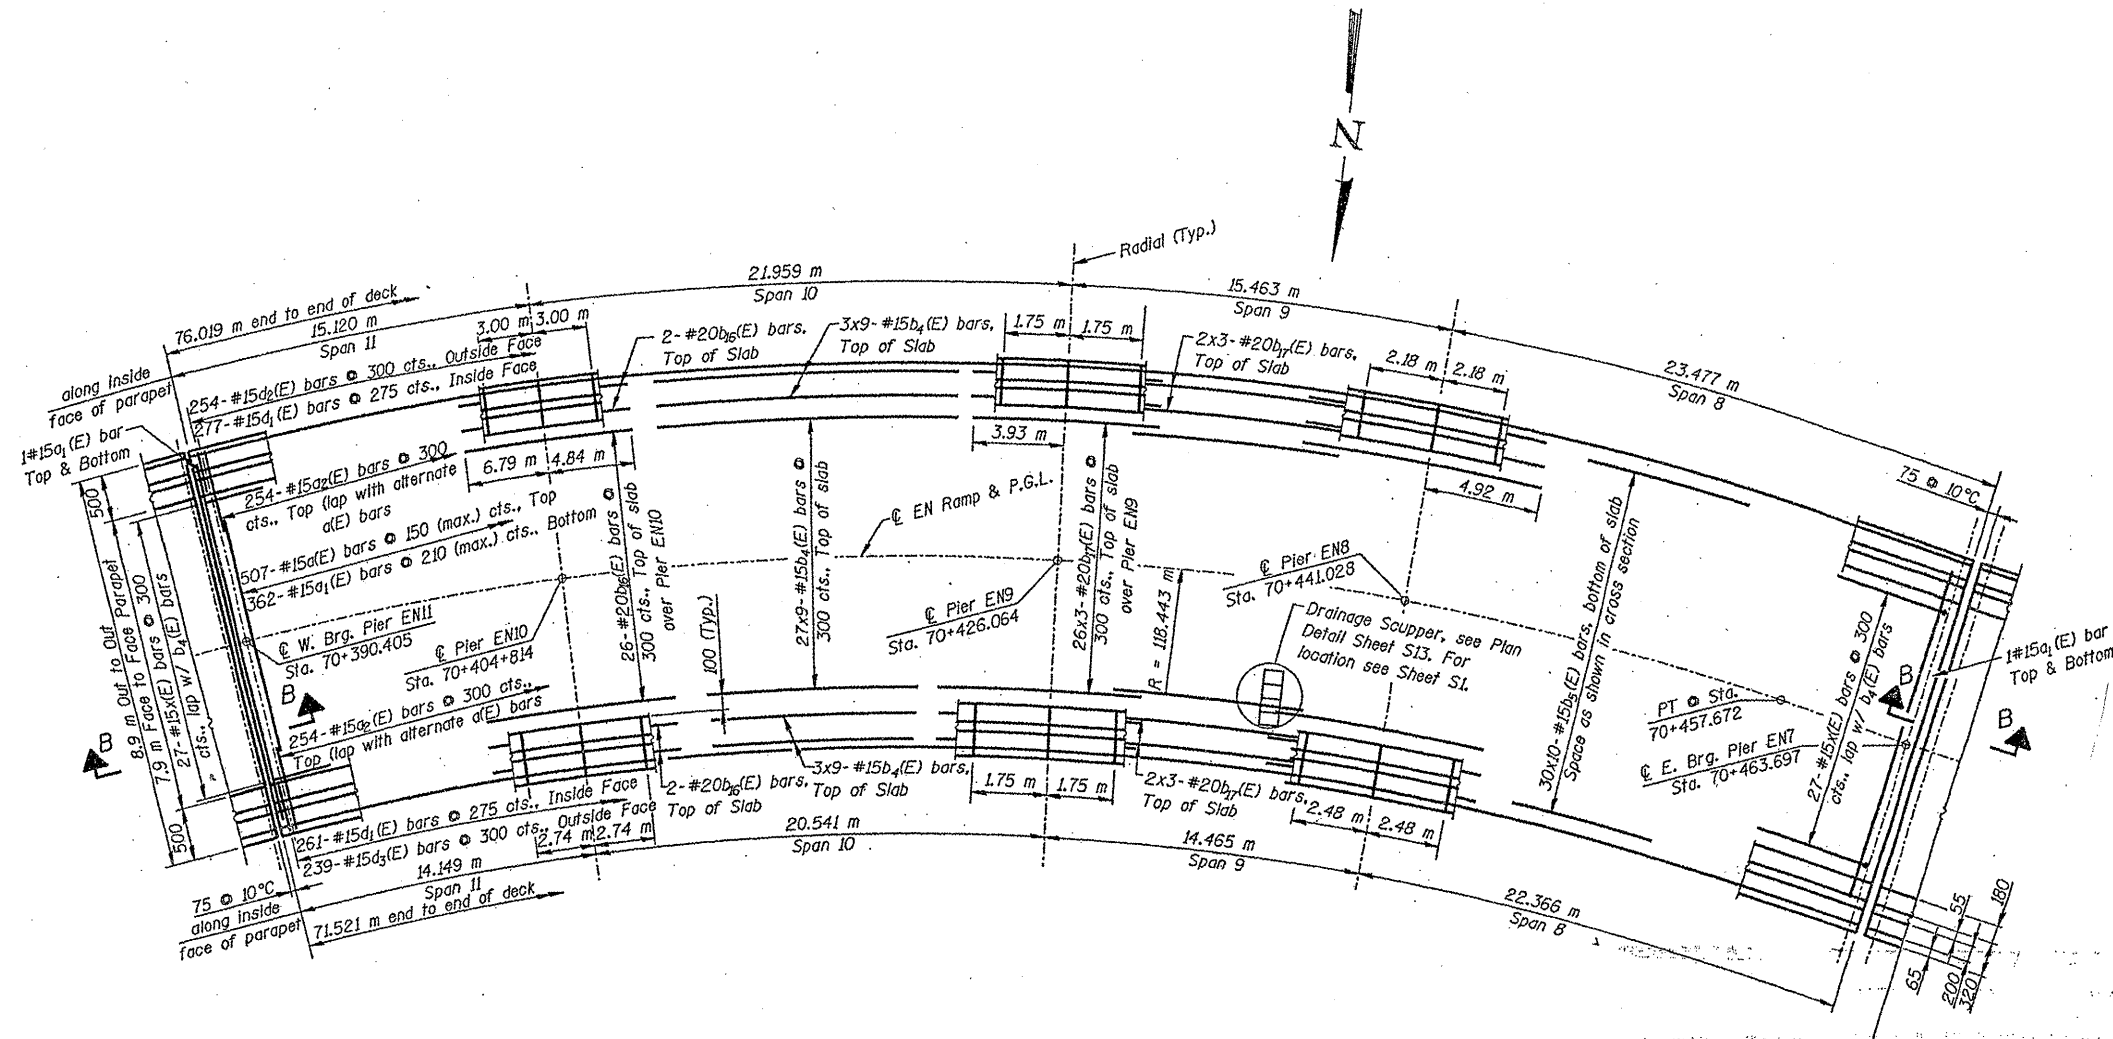 N
Radial (Typ.)
76.019 m end to end of deck
15.120 m
Span 11
21.959 m
Span 10
15.463 m
Span 9
23.477 m
Span 8
along inside
face of parapet
3.00 m
3.00 m
254-#15d2(E) bars @ 300 cts., Outside Face
277-#15d1(E) bars @ 275 cts., Inside Face
2-#20b16(E) bars,
Top of Slab
3x9-#15b4(E) bars,
Top of Slab
1.75 m
1.75 m
2x3-#20b17(E) bars,
Top of Slab
2.18 m
2.18 m
1#15a1(E) bar
Top & Bottom
75 @ 10°C
500
6.79 m
4.84 m
3.93 m
4.92 m
254-#15a2(E) bars @ 300
cts., Top (lap with alternate
a(E) bars
507-#15a(E) bars @ 150 (max.) cts., Top
362-#15a1(E) bars @ 210 (max.) cts., Bottom
℄ EN Ramp & P.G.L.
26-#20b16(E) bars @
300 cts., Top of slab
over Pier EN10
27x9-#15b4(E) bars @
300 cts., Top of slab
26x3-#20b17(E) bars @
300 cts., Top of slab
over Pier EN9
30x10-#15b5(E) bars, bottom of slab
Space as shown in cross section
8.9 m Out to Out Parapet
7.9 m Face to Face
27-#15x(E) bars @ 300
cts., lap w/ b4(E) bars
℄ W. Brg. Pier EN11
Sta. 70+390.405
℄ Pier EN10
Sta. 70+404+814
℄ Pier EN9
Sta. 70+426.064
℄ Pier EN8
Sta. 70+441.028
R = 118.443 m
Drainage Scupper, see Plan
Detail Sheet S13. For
location see Sheet S1.
100 (Typ.)
PT @ Sta.
70+457.672
℄ E. Brg. Pier EN7
Sta. 70+463.697
27-#15x(E) bars @ 300
cts., lap w/ b4(E) bars
1#15a1(E) bar
Top & Bottom
B
B
B
B
254-#15a2(E) bars @ 300 cts.,
Top (lap with alternate a(E) bars
500
261-#15d1(E) bars @ 275 cts., Inside Face
239-#15d3(E) bars @ 300 cts., Outside Face
2.74 m
2.74 m
2-#20b16(E) bars,
Top of Slab
3x9-#15b4(E) bars,
Top of Slab
1.75 m
1.75 m
2x3-#20b17(E) bars,
Top of Slab
2.48 m
2.48 m
14.149 m
Span 11
20.541 m
Span 10
14.465 m
Span 9
22.366 m
Span 8
75 @ 10°C
along inside
face of parapet
71.521 m end to end of deck
55
180
65
200
320